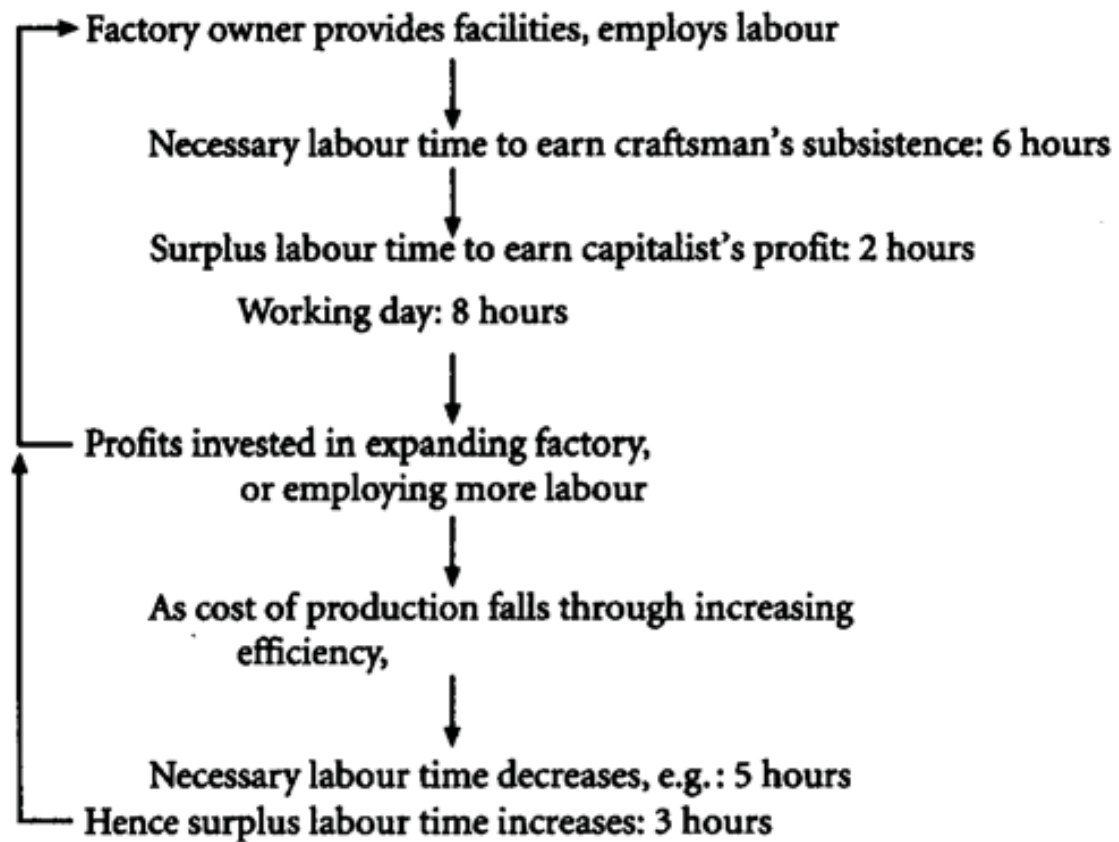 Factory owner provides facilities, employs labour
Necessary labour time to earn craftsman's subsistence: 6 hours
Surplus labour time to earn capitalist's profit: 2 hours
Working day: 8 hours
Profits invested in expanding factory,
or employing more labour
As cost of production falls through increasing
efficiency,
Necessary labour time decreases, e.g.: 5 hours
Hence surplus labour time increases: 3 hours